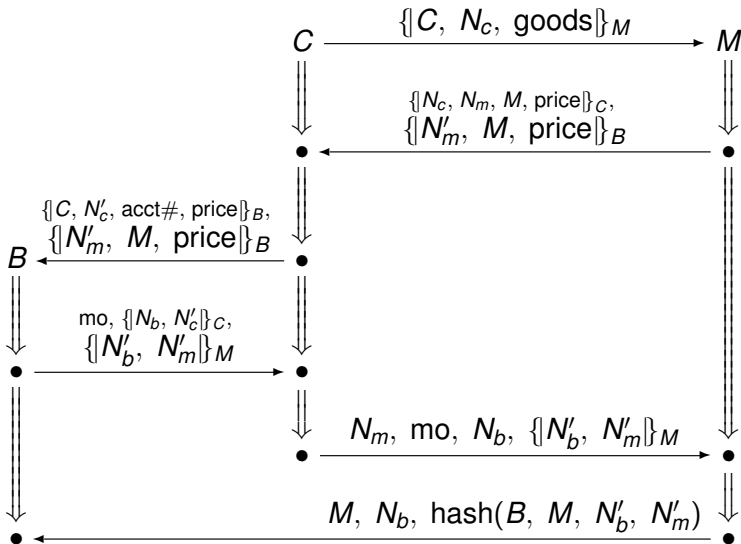 C {|C, N_c, goods|}_M M
{|N_c, N_m, M, price|}_C,
{|N'_m, M, price|}_B
{|C, N'_c, acct#, price|}_B,
{|N'_m, M, price|}_B
B
mo, {|N_b, N'_c|}_C,
{|N'_b, N'_m|}_M
N_m, mo, N_b, {|N'_b, N'_m|}_M
M, N_b, hash(B, M, N'_b, N'_m)